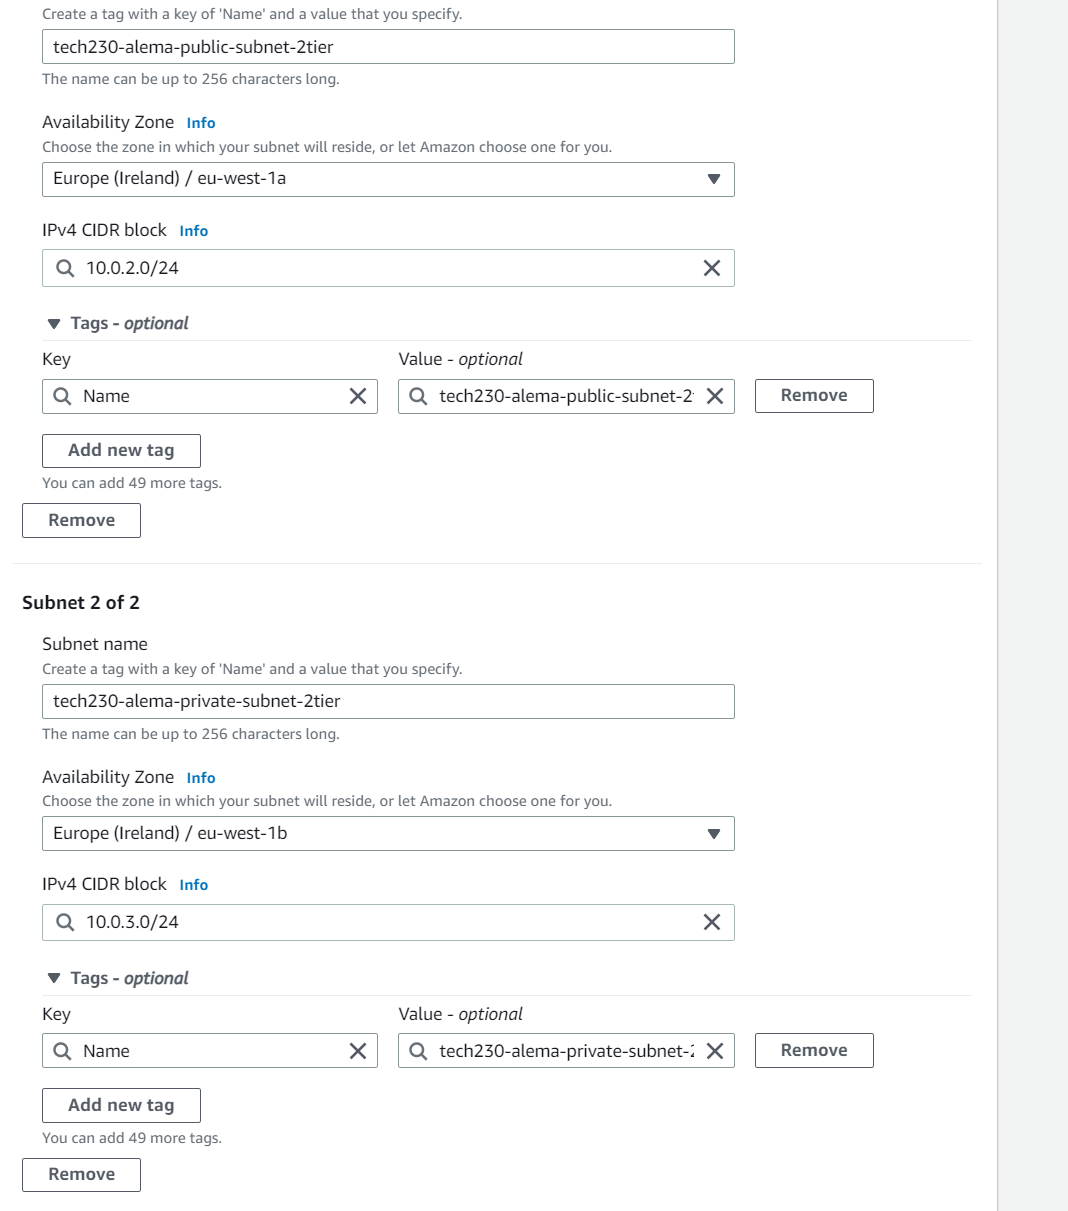 Create a tag with a key of 'Name' and a value that you specify.
tech230-alema-public-subnet-2tier
The name can be up to 256 characters long.
Availability Zone Info
Choose the zone in which your subnet will reside, or let Amazon choose one for you.
Europe (Ireland) / eu-west-1a
IPv4 CIDR block Info
10.0.2.0/24
Tags - optional
Key Value - optional
Name tech230-alema-public-subnet-2 Remove
Add new tag
You can add 49 more tags.
Remove
Subnet 2 of 2
Subnet name
Create a tag with a key of 'Name' and a value that you specify.
tech230-alema-private-subnet-2tier
The name can be up to 256 characters long.
Availability Zone Info
Choose the zone in which your subnet will reside, or let Amazon choose one for you.
Europe (Ireland) / eu-west-1b
IPv4 CIDR block Info
10.0.3.0/24
Tags - optional
Key Value - optional
Name tech230-alema-private-subnet-2 Remove
Add new tag
You can add 49 more tags.
Remove